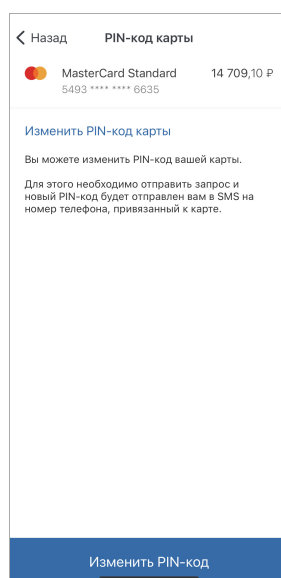 Назад PIN-код карты
MasterCard Standard 14 709,10 ₽
5493 **** **** 6635
Изменить PIN-код карты
Вы можете изменить PIN-код вашей карты.
Для этого необходимо отправить запрос и
новый PIN-код будет отправлен вам в SMS на
номер телефона, привязанный к карте.
Изменить PIN-код